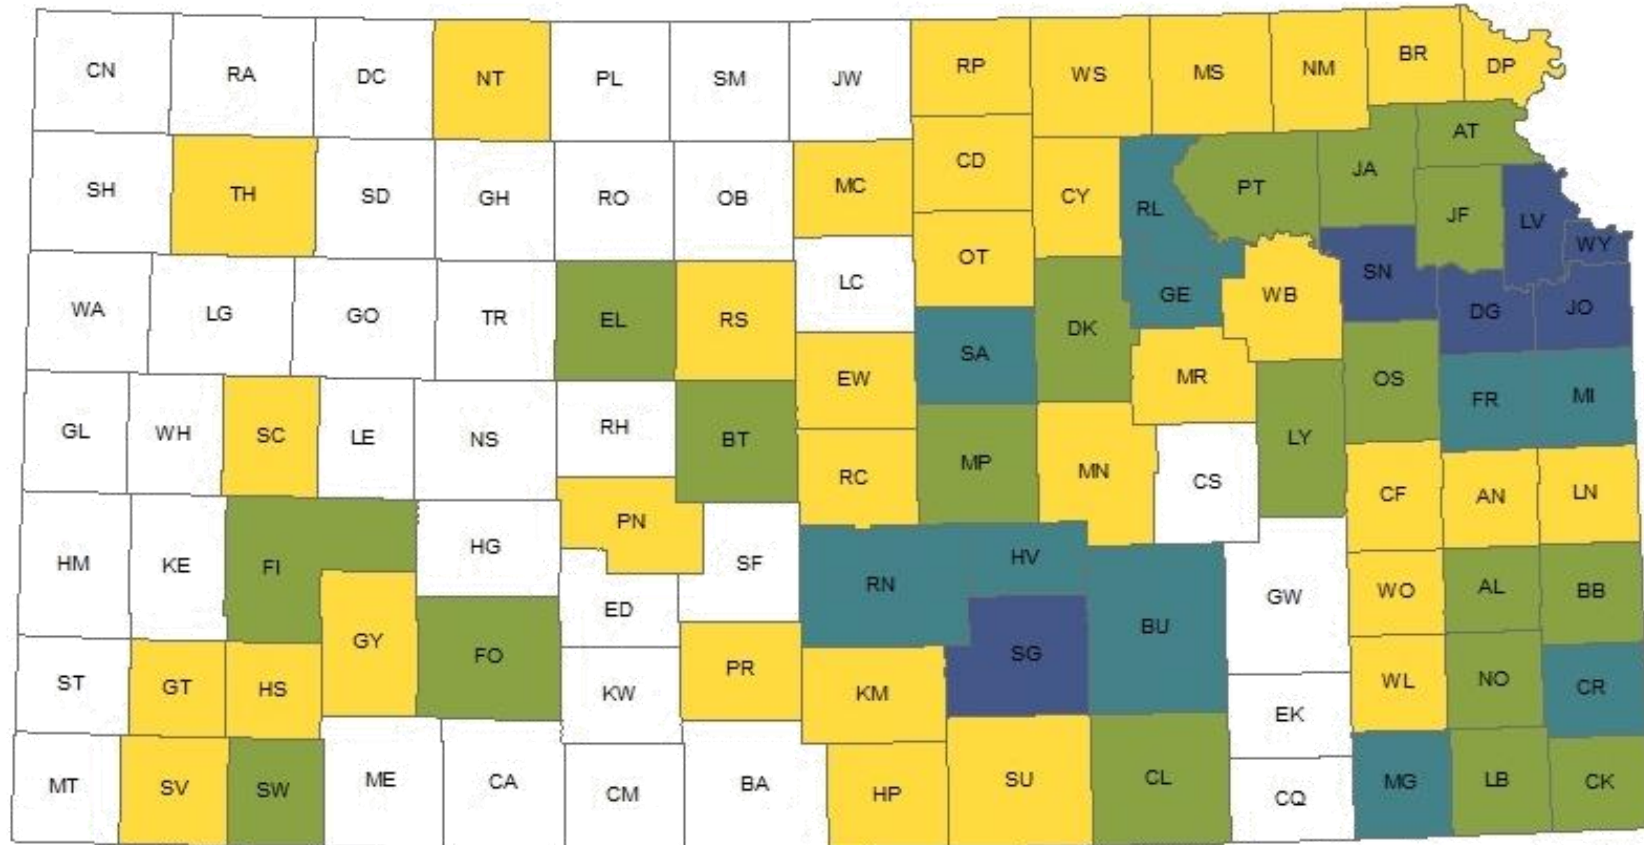 CN RA DC NT PL SM JW RP WS MS NM BR DP
SH TH SD GH RO OB MC CD CY RL PT JA AT JF LV WY
WA LG GO TR EL RS LC OT SA DK GE WB SN DG JO
GL WH SC LE NS RH BT EW RC MP MN MR CS LY OS FR MI
HM KE FI HG PN SF ED RN HV BU GW CF AN LN WO AL BB
ST GT HS GY FO KW PR KM SG EK WL NO CR
MT SV SW ME CA CM BA HP SU CL CQ MG LB CK